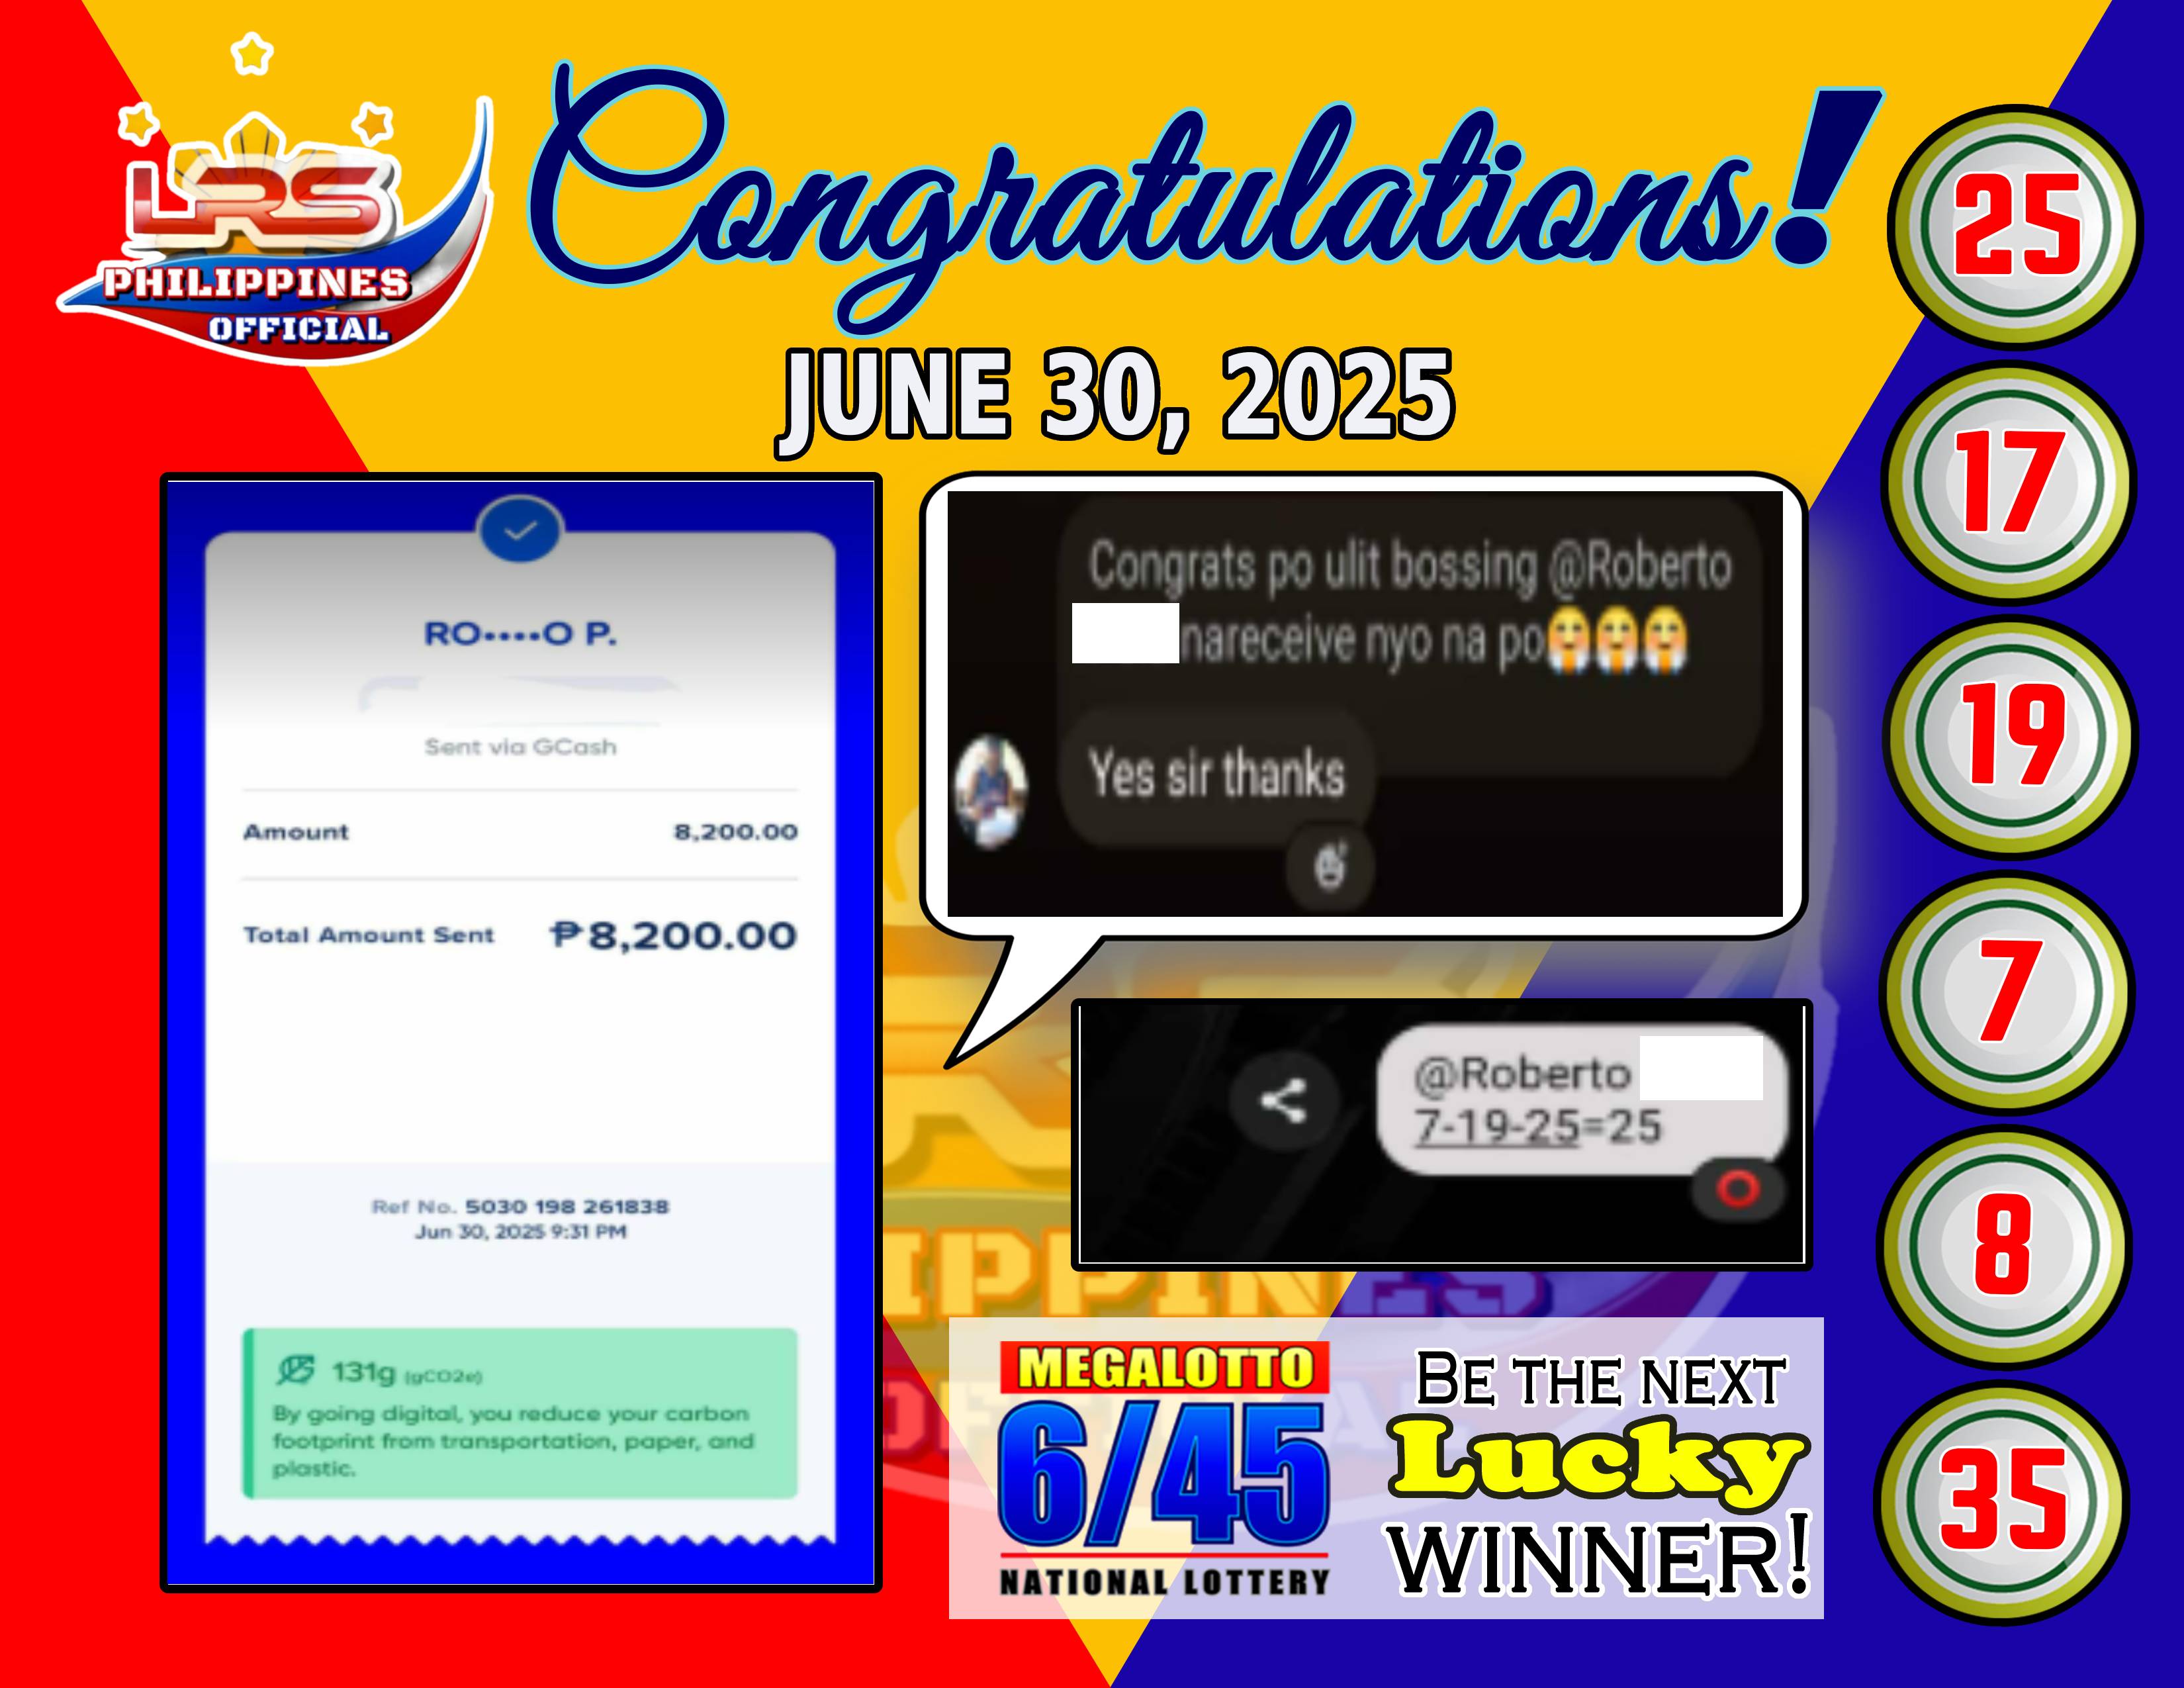 LRS
PHILIPPINES
OFFICIAL
Congratulations!
JUNE 30, 2025
RO••••O P.
Sent via GCash
Amount 8,200.00
Total Amount Sent ₱8,200.00
Ref No. 5030 198 261838
Jun 30, 2025 9:31 PM
131g (gCO2e)
By going digital, you reduce your carbon
footprint from transportation, paper, and
plastic.
Congrats po ulit bossing @Roberto
nareceive nyo na po🥹🥹🥹
Yes sir thanks
@Roberto
7-19-25=25
MEGALOTTO
6/45
NATIONAL LOTTERY
BE THE NEXT
Lucky
WINNER!
25
17
19
7
8
35